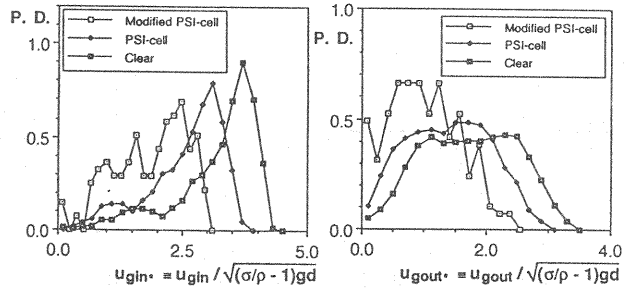 P. D.
1.0
0.5
0.0
0.0
2.5
5.0
Modified PSI-cell
PSI-cell
Clear
ugin* ≡ ugin / √(σ/ρ - 1)gd
P. D.
1.0
0.5
0.0
0.0
2.0
4.0
Modified PSI-cell
PSI-cell
Clear
ugout* ≡ ugout / √(σ/ρ - 1)gd